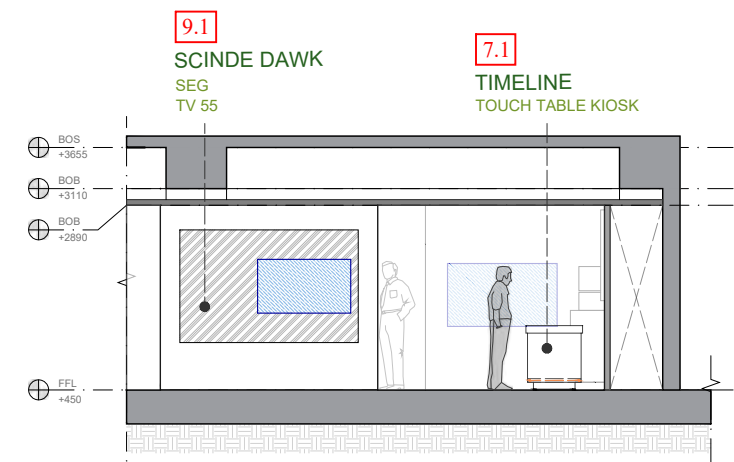 9.1
SCINDE DAWK
SEG
TV 55
7.1
TIMELINE
TOUCH TABLE KIOSK
BOS
+3655
BOB
+3110
BOB
+2890
FFL
+450